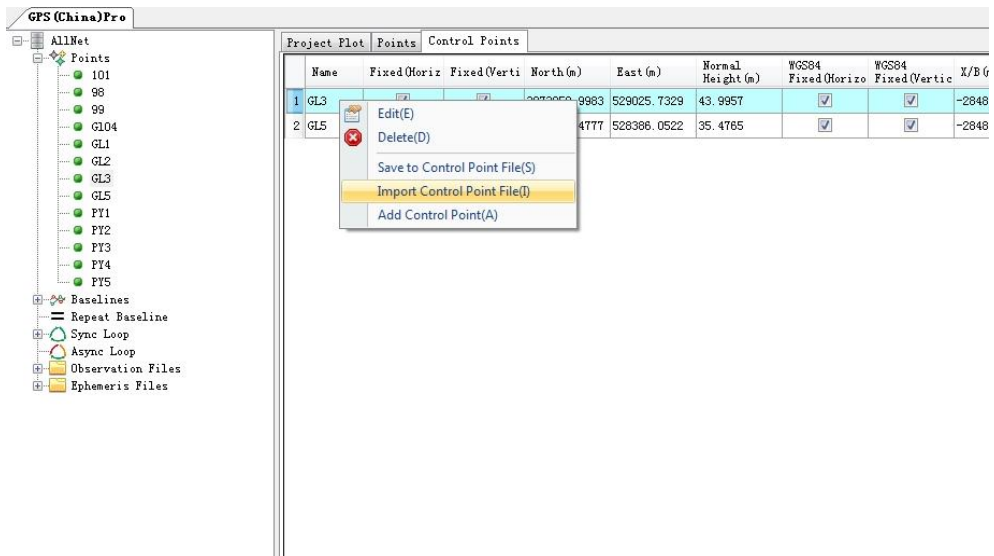 GPS(China)Pro
AllNet
Points
101
98
99
G104
GL1
GL2
GL3
GL5
PY1
PY2
PY3
PY4
PY5
Baselines
Repeat Baseline
Sync Loop
Async Loop
Observation Files
Ephemeris Files
Project Plot Points Control Points
Name Fixed(Horiz Fixed(Verti North(m) East(m) Normal Height(m) WGS84 Fixed(Horizo WGS84 Fixed(Vertic X/B(
1 GL3 9983 529025.7329 43.9957 -2848
2 GL5 4777 528386.0522 35.4765 -2848
Edit(E)
Delete(D)
Save to Control Point File(S)
Import Control Point File(I)
Add Control Point(A)